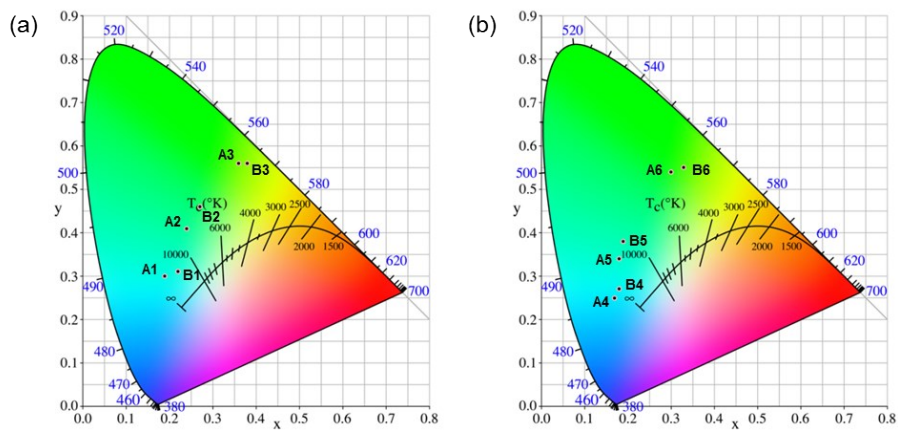 (a)
0.9
0.8
0.7
0.6
0.5
0.4
0.3
0.2
0.1
0.0
y
0.0 0.1 0.2 0.3 0.4 0.5 0.6 0.7 0.8
x
520
540
560
580
600
620
700
500
490
480
470
460
380
A3
B3
Tc(°K)
B2
A2
A1
B1
∞
10000
6000
4000
3000
2500
2000
1500
(b)
0.9
0.8
0.7
0.6
0.5
0.4
0.3
0.2
0.1
0.0
y
0.0 0.1 0.2 0.3 0.4 0.5 0.6 0.7 0.8
x
520
540
560
580
600
620
700
500
490
480
470
460
380
A6
B6
Tc(°K)
B5
A5
B4
A4
∞
10000
6000
4000
3000
2500
2000
1500